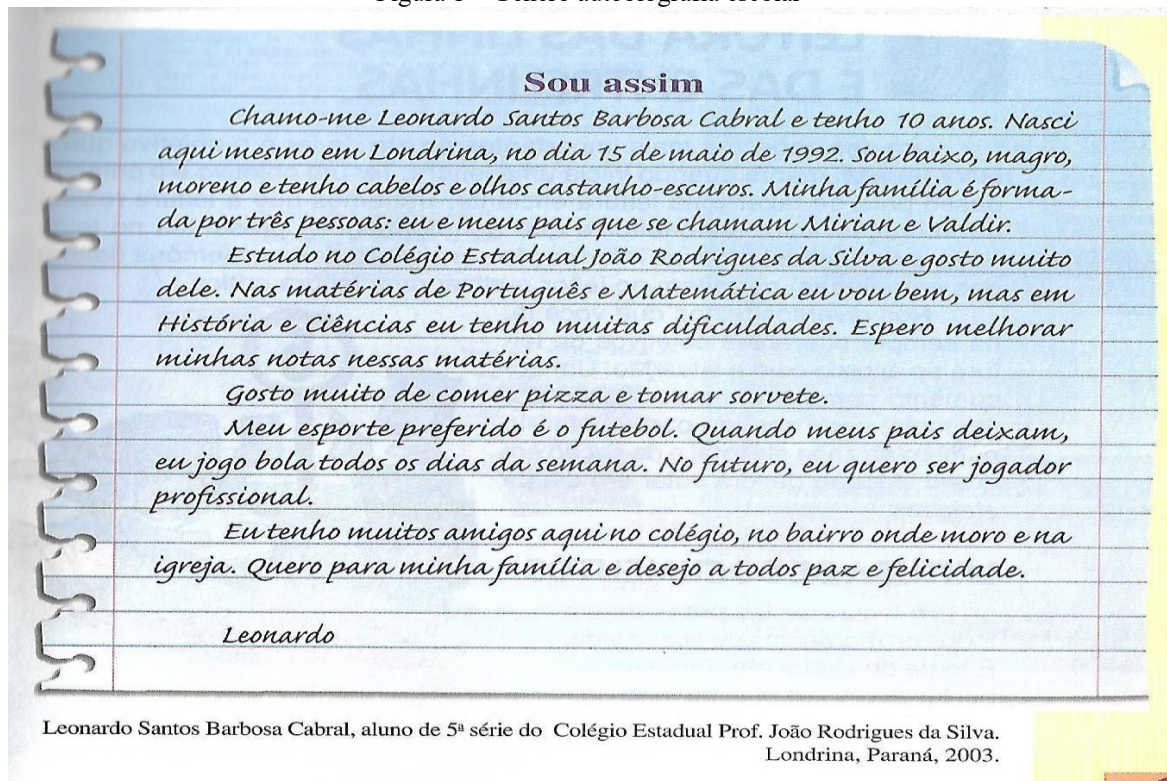 Sou assim
Chamo-me Leonardo Santos Barbosa Cabral e tenho 10 anos. Nasci
aqui mesmo em Londrina, no dia 15 de maio de 1992. Sou baixo, magro,
moreno e tenho cabelos e olhos castanho-escuros. Minha família é forma-
da por três pessoas: eu e meus pais que se chamam Mirian e Valdir.
Estudo no Colégio Estadual João Rodrigues da Silva e gosto muito
dele. Nas matérias de Português e Matemática eu vou bem, mas em
História e Ciências eu tenho muitas dificuldades. Espero melhorar
minhas notas nessas matérias.
Gosto muito de comer pizza e tomar sorvete.
Meu esporte preferido é o futebol. Quando meus pais deixam,
eu jogo bola todos os dias da semana. No futuro, eu quero ser jogador
profissional.
Eu tenho muitos amigos aqui no colégio, no bairro onde moro e na
igreja. Quero para minha família e desejo a todos paz e felicidade.
Leonardo
Leonardo Santos Barbosa Cabral, aluno de 5ª série do Colégio Estadual Prof. João Rodrigues da Silva.
Londrina, Paraná, 2003.